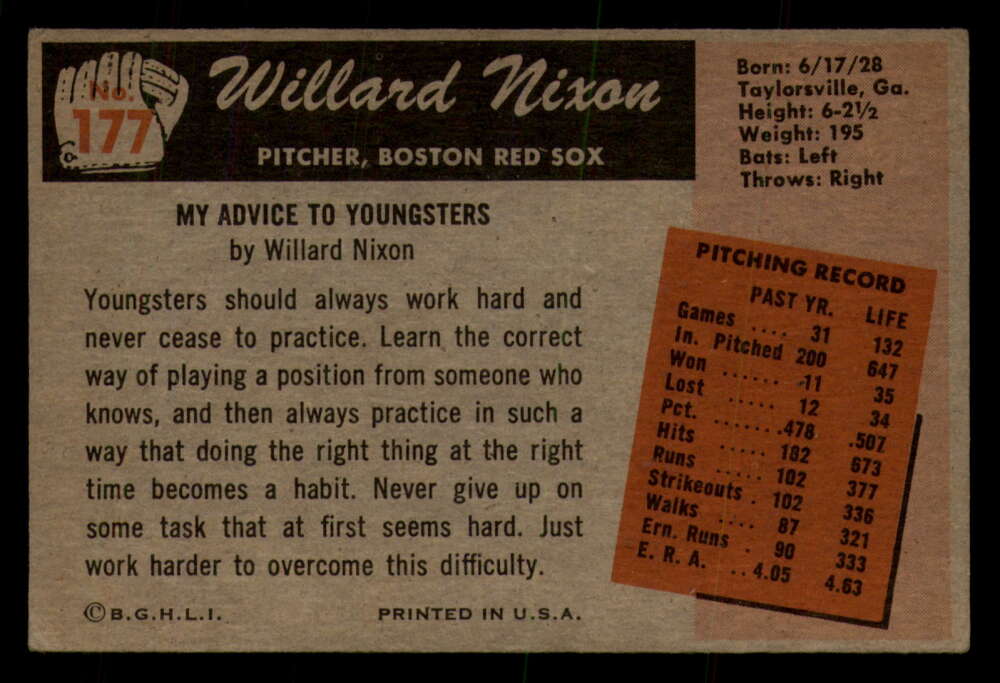 No.
177
Willard Nixon
PITCHER, BOSTON RED SOX
Born: 6/17/28
Taylorsville, Ga.
Height: 6-2½
Weight: 195
Bats: Left
Throws: Right
MY ADVICE TO YOUNGSTERS
by Willard Nixon
Youngsters should always work hard and
never cease to practice. Learn the correct
way of playing a position from someone who
knows, and then always practice in such a
way that doing the right thing at the right
time becomes a habit. Never give up on
some task that at first seems hard. Just
work harder to overcome this difficulty.
PITCHING RECORD
PAST YR. LIFE
Games .... 31 132
In. Pitched 200 647
Won ...... 11 35
Lost ..... 12 34
Pct. ....... .478 .507
Hits ..... 182 673
Runs ..... 102 377
Strikeouts . 102 336
Walks .... 87 321
Ern. Runs . 90 333
E. R. A. .. 4.05 4.63
© B.G.H.L.I. PRINTED IN U.S.A.